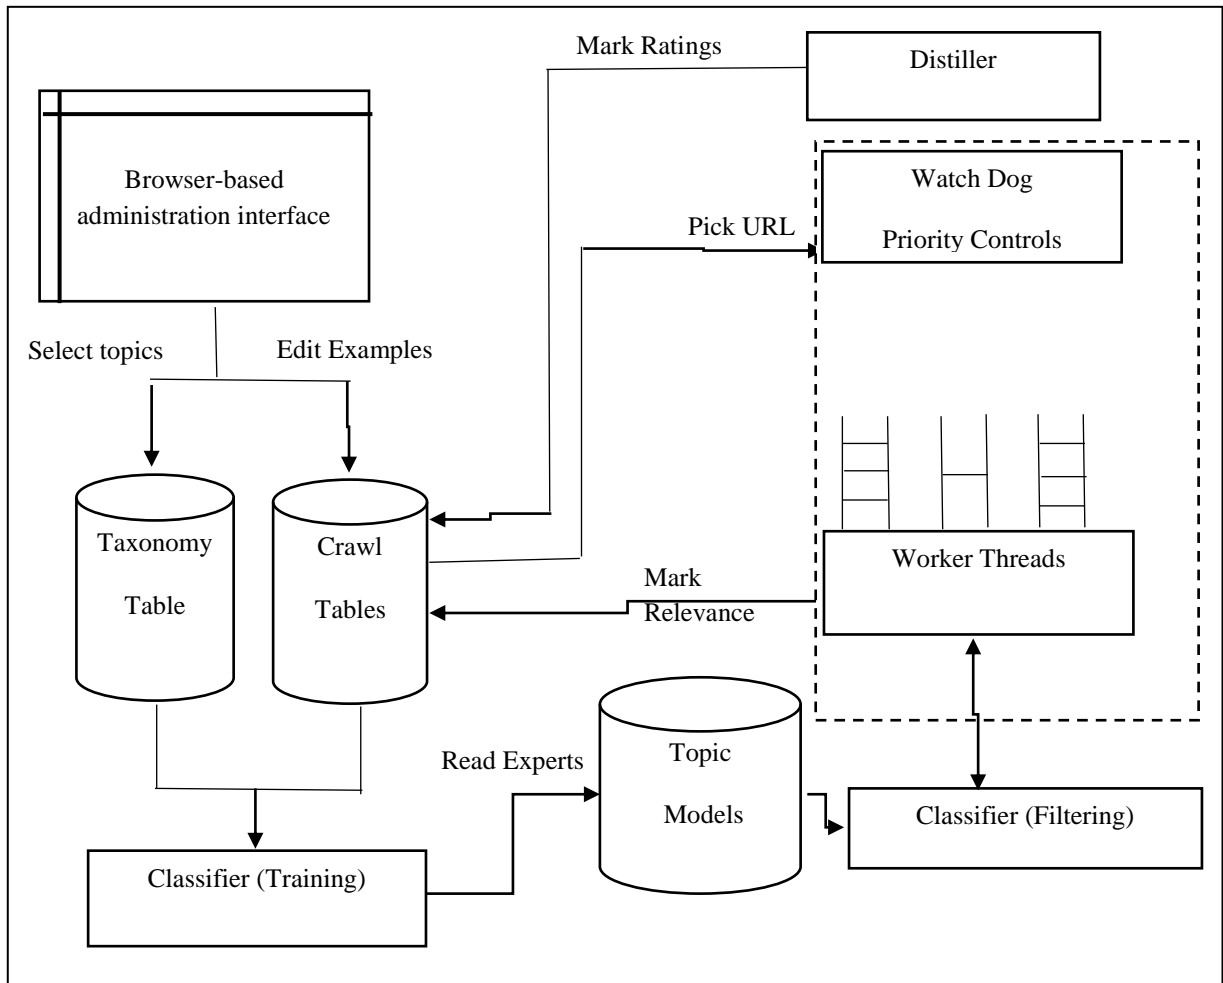 Mark Ratings
Distiller
Browser-based
administration interface
Watch Dog
Priority Controls
Pick URL
Select topics
Edit Examples
Taxonomy
Table
Crawl
Tables
Worker Threads
Mark
Relevance
Read Experts
Topic
Models
Classifier (Filtering)
Classifier (Training)